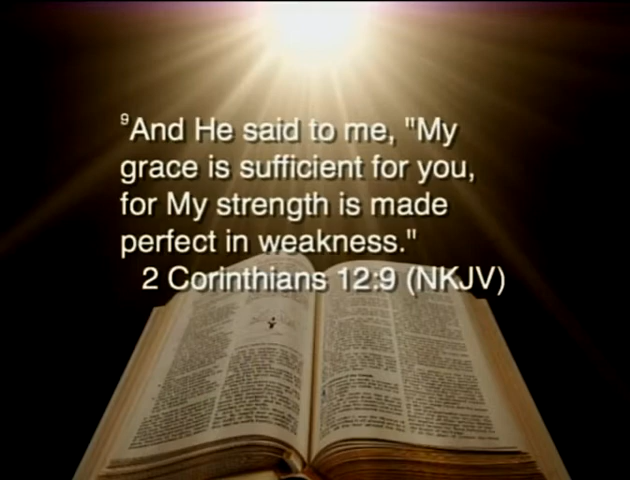 ⁹And He said to me, "My
grace is sufficient for you,
for My strength is made
perfect in weakness."
2 Corinthians 12:9 (NKJV)